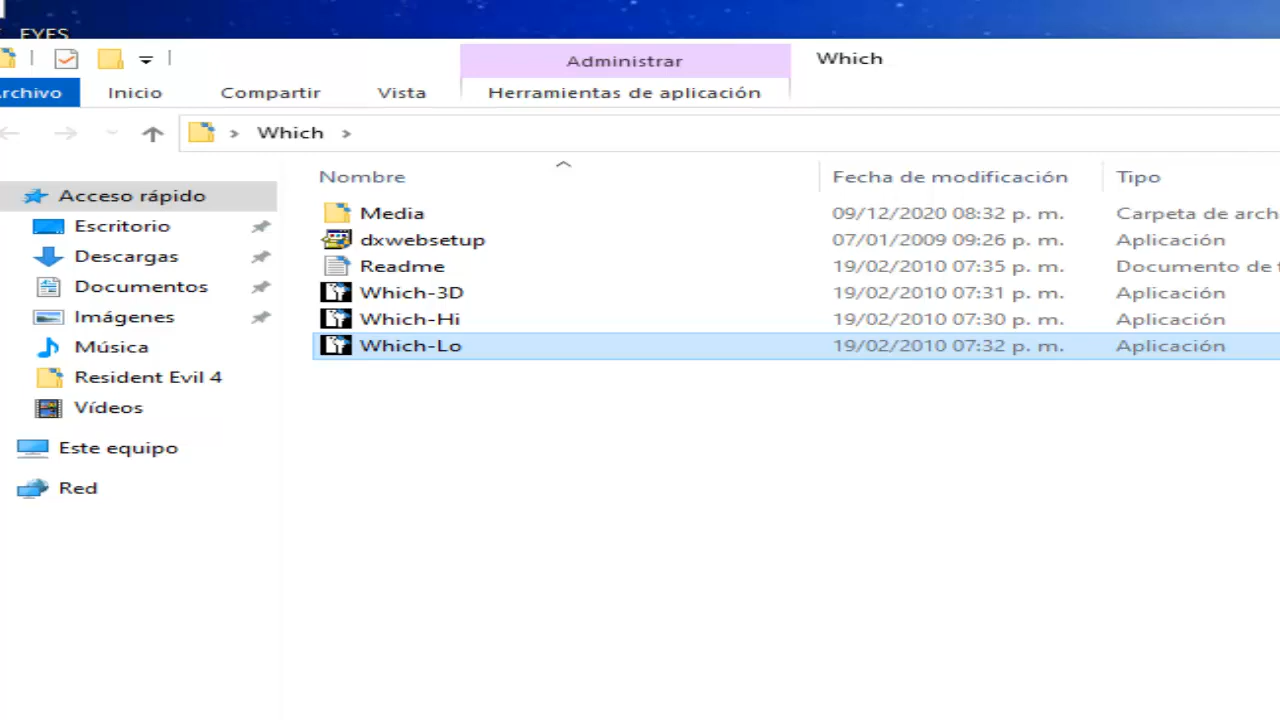 EYES
Administrar
Which
rchivo
Inicio
Compartir
Vista
Herramientas de aplicación
Which
Nombre
Fecha de modificación
Tipo
Acceso rápido
Escritorio
Descargas
Documentos
Imágenes
Música
Resident Evil 4
Vídeos
Este equipo
Red
Media 09/12/2020 08:32 p. m. Carpeta de arch
dxwebsetup 07/01/2009 09:26 p. m. Aplicación
Readme 19/02/2010 07:35 p. m. Documento de
Which-3D 19/02/2010 07:31 p. m. Aplicación
Which-Hi 19/02/2010 07:30 p. m. Aplicación
Which-Lo 19/02/2010 07:32 p. m. Aplicación